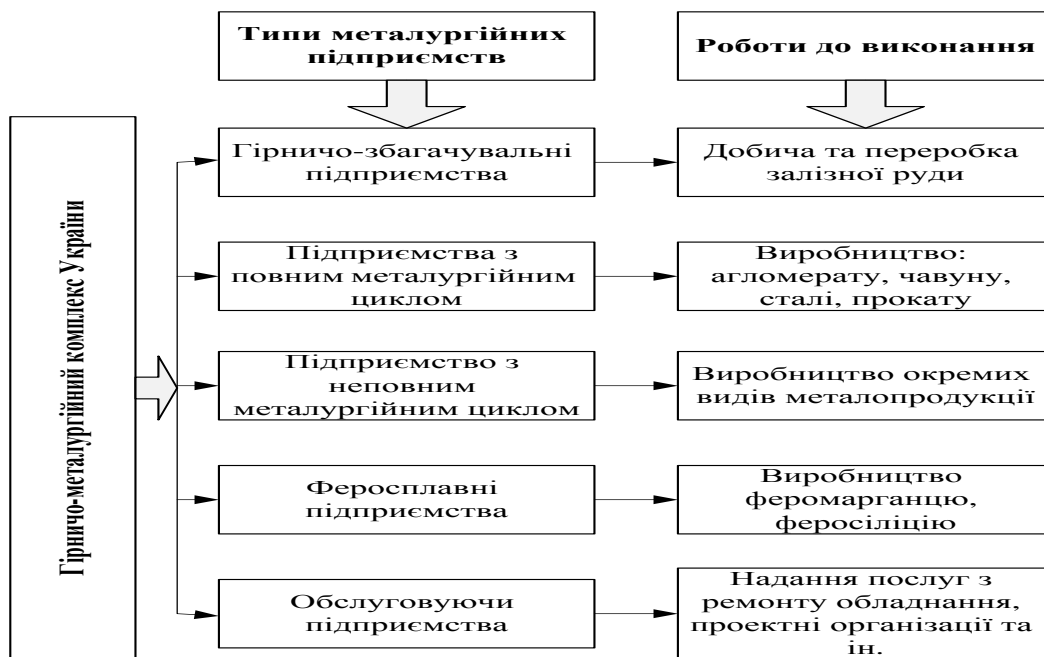 Типи металургійних
підприємств
Роботи до виконання
Гірничо-металургійний комплекс України
Гірничо-збагачувальні
підприємства
Добича та переробка
залізної руди
Підприємства з
повним металургійним
циклом
Виробництво:
агломерату, чавуну,
сталі, прокату
Підприємство з
неповним
металургійним циклом
Виробництво окремих
видів металопродукції
Феросплавні
підприємства
Виробництво
феромарганцю,
феросіліцію
Обслуговуючи
підприємства
Надання послуг з
ремонту обладнання,
проектні організації та
ін.